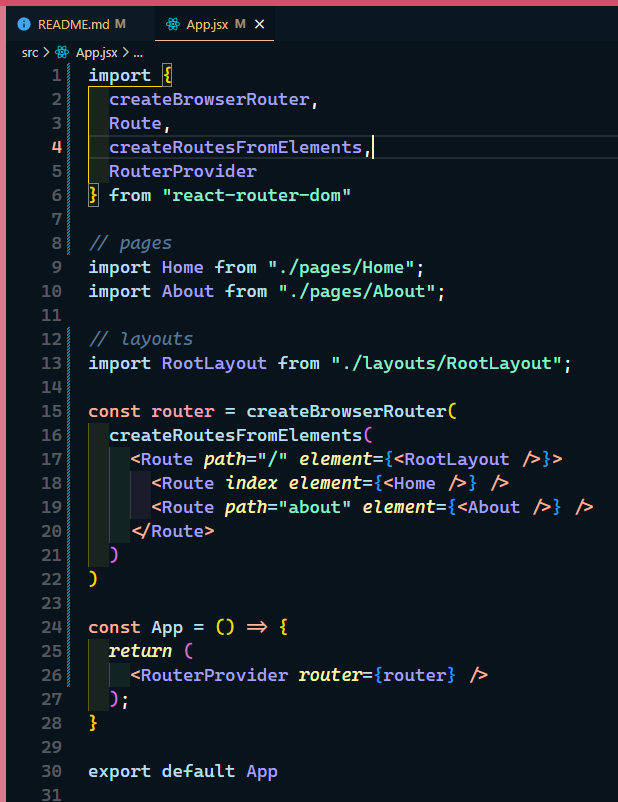 README.md M App.jsx M
src > App.jsx > ...
1 import {
2   createBrowserRouter,
3   Route,
4   createRoutesFromElements,
5   RouterProvider
6 } from "react-router-dom"
7
8 // pages
9 import Home from "./pages/Home";
10 import About from "./pages/About";
11
12 // layouts
13 import RootLayout from "./layouts/RootLayout";
14
15 const router = createBrowserRouter(
16   createRoutesFromElements(
17     <Route path="/" element={<RootLayout />}>
18       <Route index element={<Home />} />
19       <Route path="about" element={<About />} />
20     </Route>
21   )
22 )
23
24 const App = () => {
25   return (
26     <RouterProvider router={router} />
27   );
28 }
29
30 export default App
31